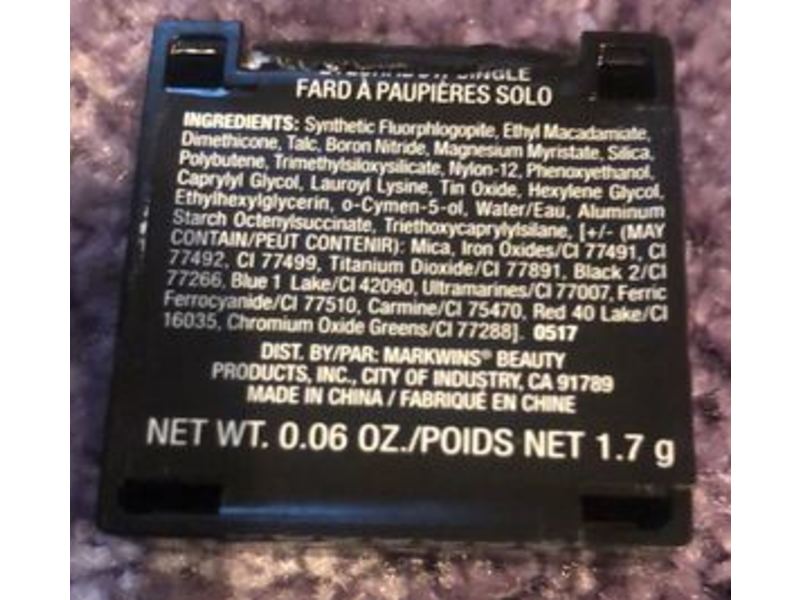 EYESHADOW SINGLE
FARD À PAUPIÈRES SOLO
INGREDIENTS: Synthetic Fluorphlogopite, Ethyl Macadamiate,
Dimethicone, Talc, Boron Nitride, Magnesium Myristate, Silica,
Polybutene, Trimethylsiloxysilicate, Nylon-12, Phenoxyethanol,
Caprylyl Glycol, Lauroyl Lysine, Tin Oxide, Hexylene Glycol,
Ethylhexylglycerin, o-Cymen-5-ol, Water/Eau, Aluminum
Starch Octenylsuccinate, Triethoxycaprylylsilane, [+/- (MAY
CONTAIN/PEUT CONTENIR): Mica, Iron Oxides/CI 77491, CI
77492, CI 77499, Titanium Dioxide/CI 77891, Black 2/CI
77266, Blue 1 Lake/CI 42090, Ultramarines/CI 77007, Ferric
Ferrocyanide/CI 77510, Carmine/CI 75470, Red 40 Lake/CI
16035, Chromium Oxide Greens/CI 77288]. 0517
DIST. BY/PAR: MARKWINS® BEAUTY
PRODUCTS, INC., CITY OF INDUSTRY, CA 91789
MADE IN CHINA / FABRIQUÉ EN CHINE
NET WT. 0.06 OZ./POIDS NET 1.7 g